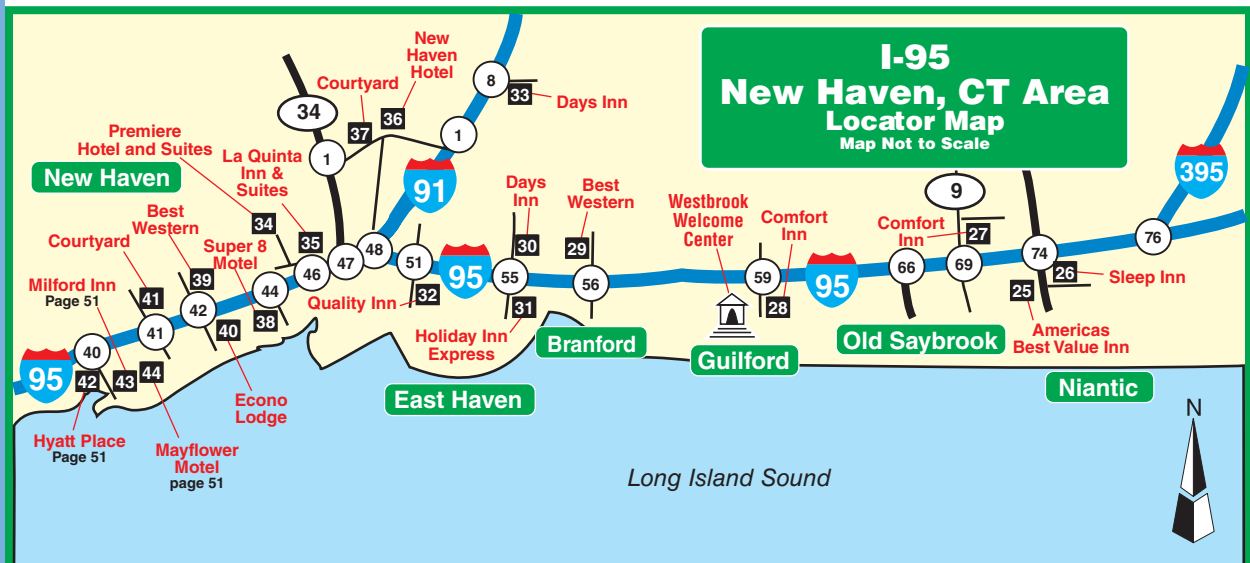 I-95
New Haven, CT Area
Locator Map
Map Not to Scale
New
Haven
Hotel
Courtyard
36
37
34
1
8
33
Days Inn
1
91
395
Premiere
Hotel and Suites
La Quinta
Inn &
Suites
New Haven
34
35
Best
Western
Courtyard
Super 8
Motel
39
41
Milford Inn
Page 51
95
40
41
42
44
46
47
48
51
42
43
44
40
38
Hyatt Place
Page 51
Mayflower
Motel
page 51
Econo
Lodge
Quality Inn
32
95
Days
Inn
30
55
31
Holiday Inn
Express
Best
Western
29
56
Branford
East Haven
Westbrook
Welcome
Center
Comfort
Inn
59
28
Guilford
95
9
Comfort
Inn
27
66
69
74
76
Old Saybrook
26
Sleep Inn
25
Americas
Best Value Inn
Niantic
Long Island Sound
N